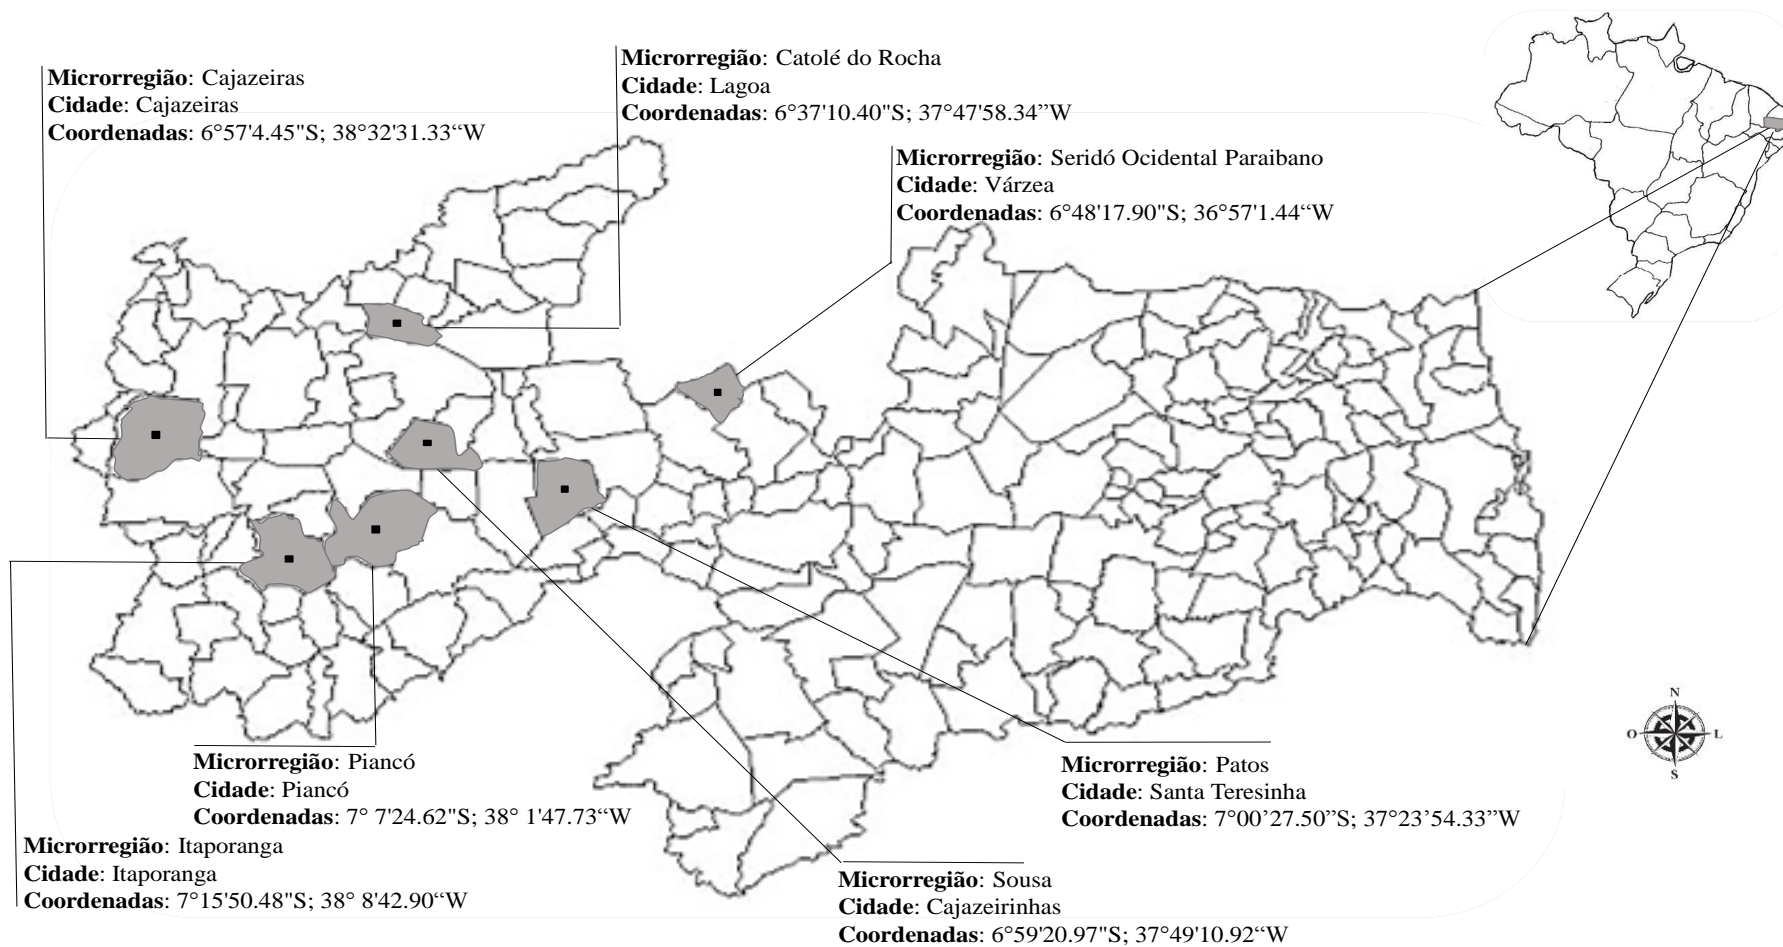 Microrregião: Catolé do Rocha
Cidade: Lagoa
Coordenadas: 6°37'10.40"S; 37°47'58.34”W
Microrregião: Cajazeiras
Cidade: Cajazeiras
Coordenadas: 6°57'4.45"S; 38°32'31.33“W
Microrregião: Seridó Ocidental Paraibano
Cidade: Várzea
Coordenadas: 6°48'17.90"S; 36°57'1.44“W
N
O
L
S
Microrregião: Piancó
Cidade: Piancó
Coordenadas: 7° 7'24.62"S; 38° 1'47.73“W
Microrregião: Patos
Cidade: Santa Teresinha
Coordenadas: 7°00’27.50”S; 37°23’54.33”W
Microrregião: Itaporanga
Cidade: Itaporanga
Coordenadas: 7°15'50.48"S; 38° 8'42.90“W
Microrregião: Sousa
Cidade: Cajazeirinhas
Coordenadas: 6°59'20.97"S; 37°49'10.92“W